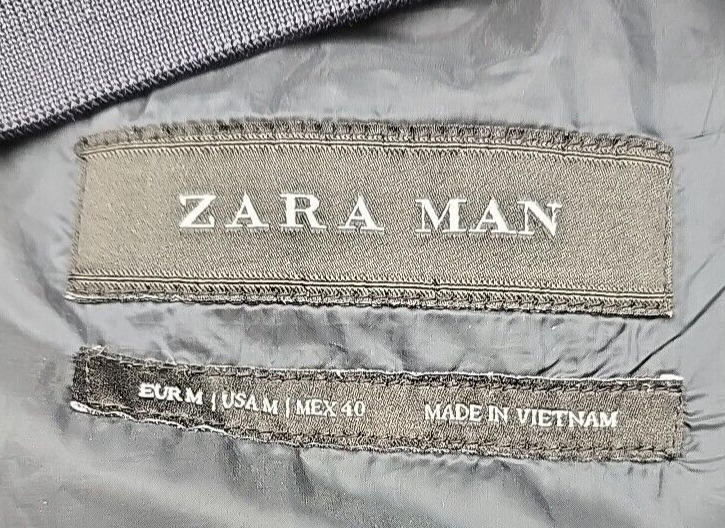 ZARA MAN
EUR M | USA M | MEX 40 MADE IN VIETNAM